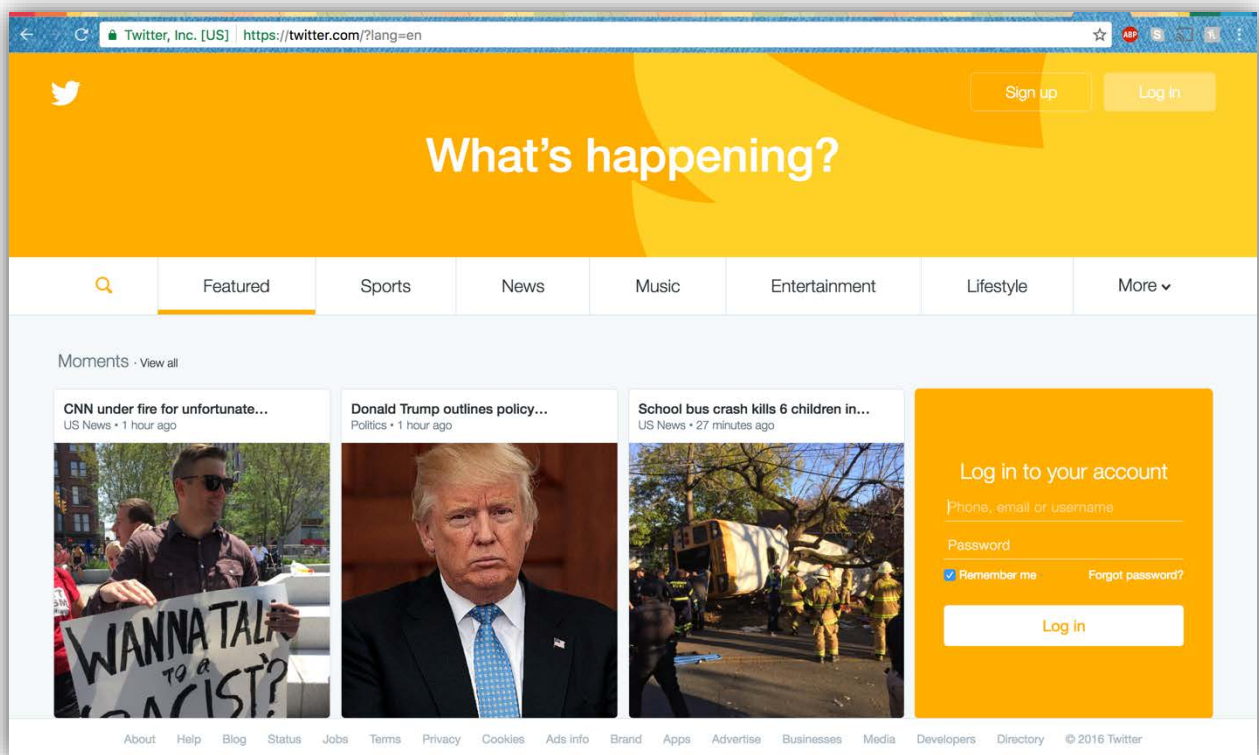 Twitter, Inc. [US] https://twitter.com/?lang=en
ABP S
Sign up Log in
What's happening?
Featured Sports News Music Entertainment Lifestyle More
Moments · View all
CNN under fire for unfortunate...
US News • 1 hour ago
WANNA TALK
TO A
RACIST?
Donald Trump outlines policy...
Politics • 1 hour ago
School bus crash kills 6 children in...
US News • 27 minutes ago
Log in to your account
Phone, email or username
Password
Remember me Forgot password?
Log in
About Help Blog Status Jobs Terms Privacy Cookies Ads info Brand Apps Advertise Businesses Media Developers Directory © 2016 Twitter